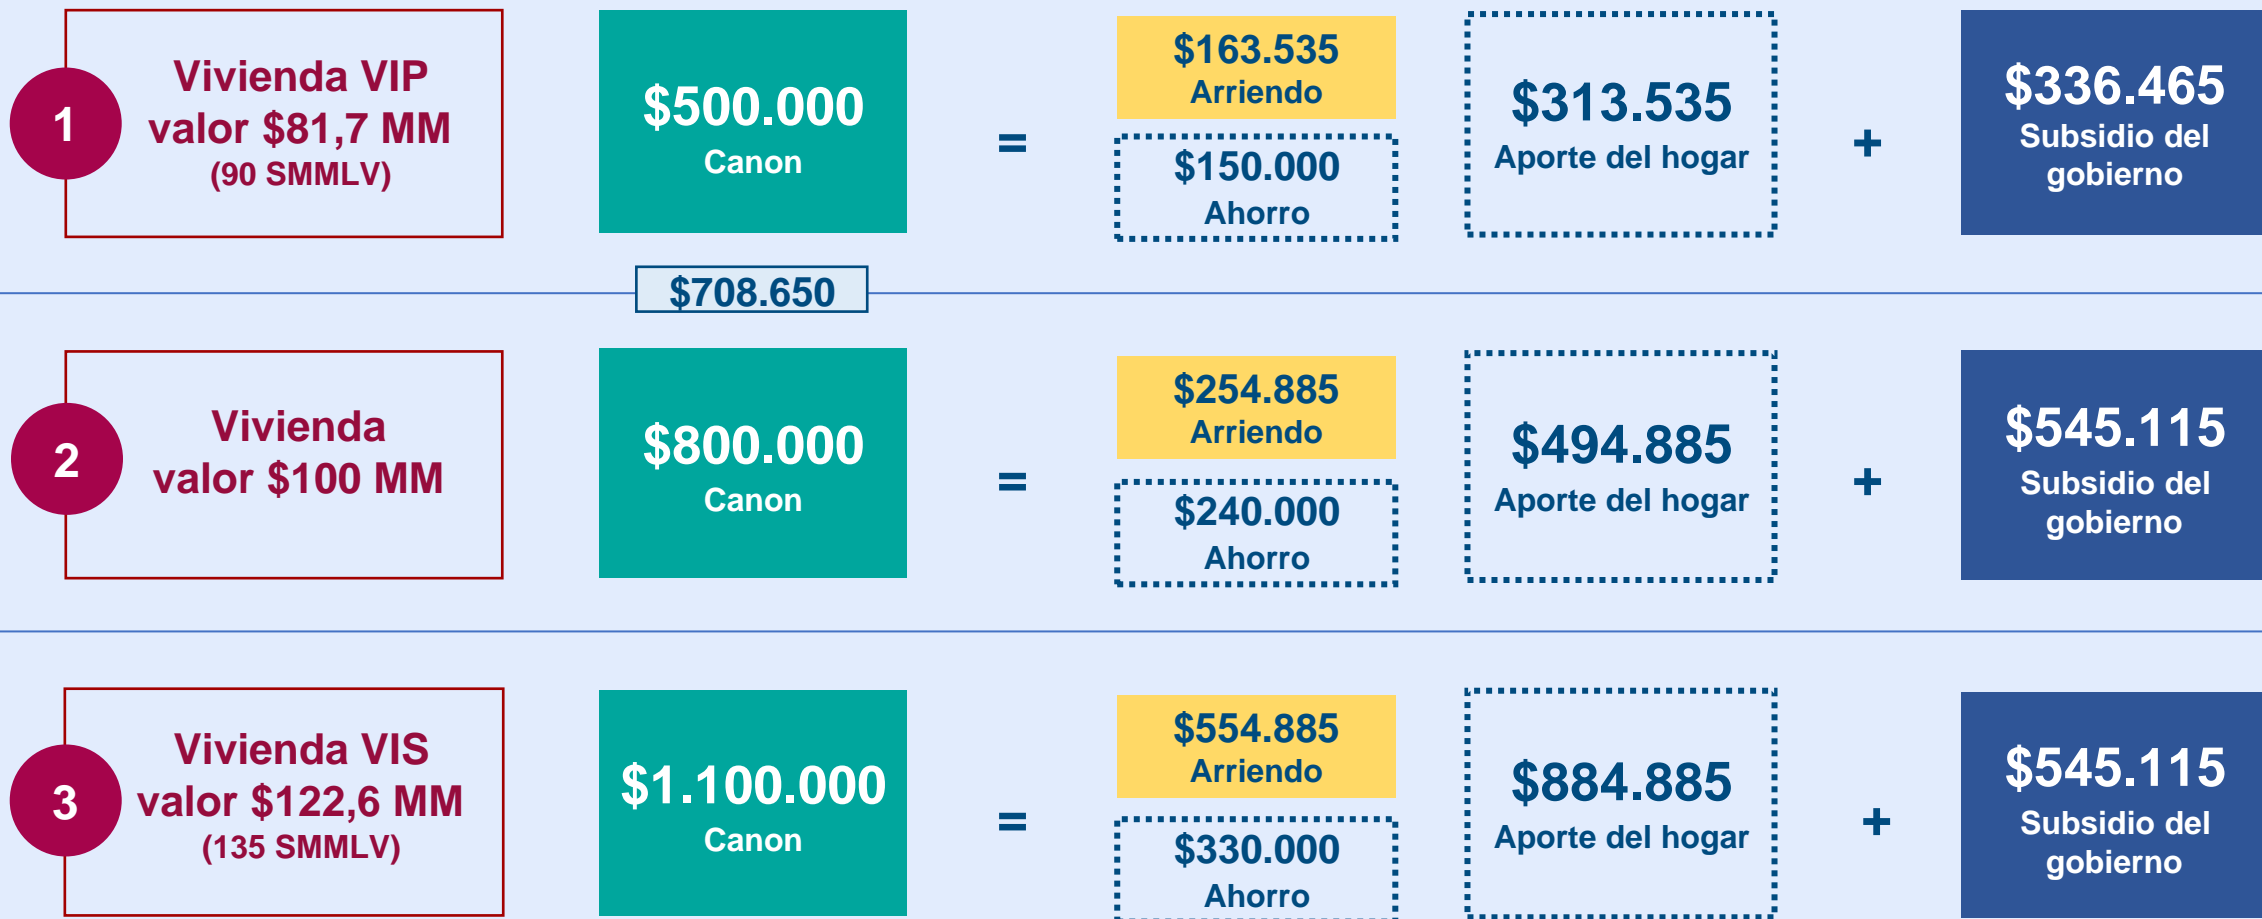 1
Vivienda VIP
valor $81,7 MM
(90 SMMLV)
$500.000
Canon
=
$163.535
Arriendo
$150.000
Ahorro
$313.535
Aporte del hogar
+
$336.465
Subsidio del
gobierno
$708.650
2
Vivienda
valor $100 MM
$800.000
Canon
=
$254.885
Arriendo
$240.000
Ahorro
$494.885
Aporte del hogar
+
$545.115
Subsidio del
gobierno
3
Vivienda VIS
valor $122,6 MM
(135 SMMLV)
$1.100.000
Canon
=
$554.885
Arriendo
$330.000
Ahorro
$884.885
Aporte del hogar
+
$545.115
Subsidio del
gobierno